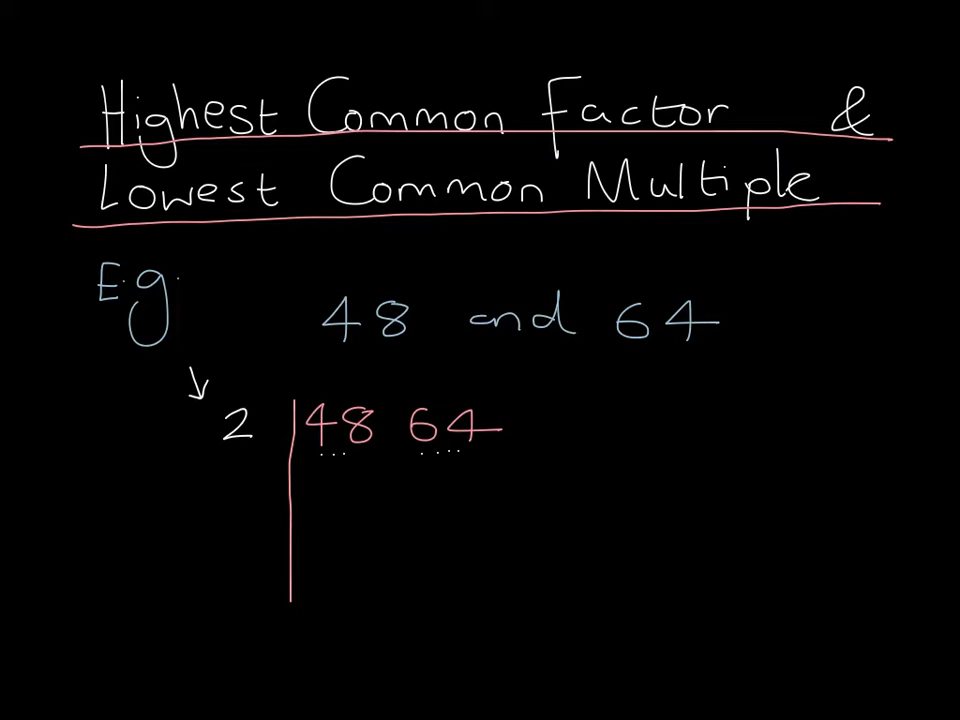 Highest Common Factor &
Lowest Common Multiple
E.g.
48 and 64
2 48 64